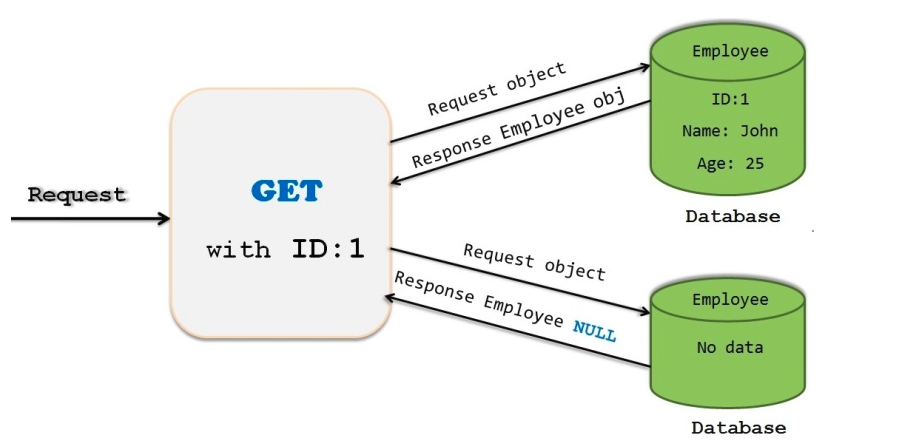 Request
GET
with ID:1
Request object
Response Employee obj
Employee
ID:1
Name: John
Age: 25
Database
Request object
Response Employee NULL
Employee
No data
Database